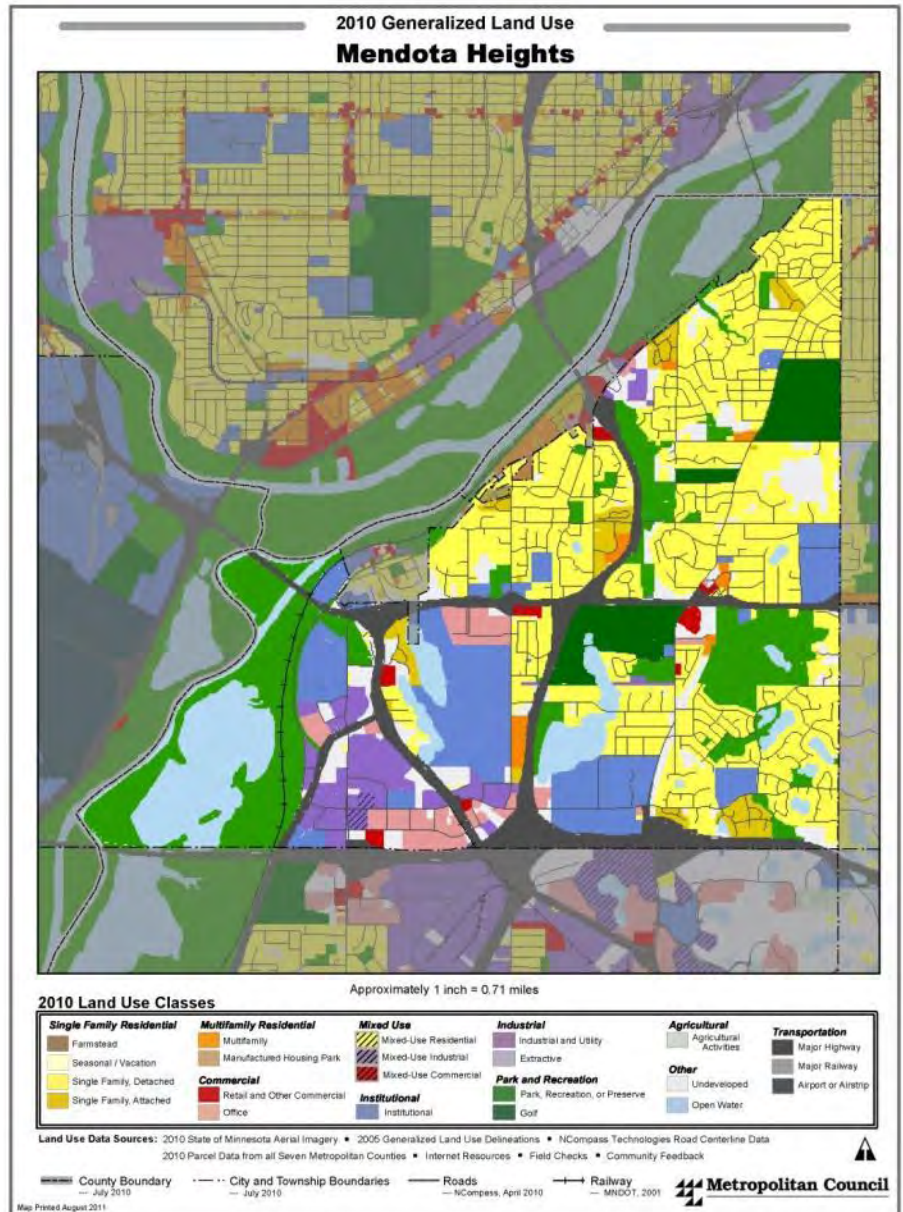 2010 Generalized Land Use
Mendota Heights
Approximately 1 inch = 0.71 miles
2010 Land Use Classes
Single Family Residential
Farmstead
Seasonal / Vacation
Single Family, Detached
Single Family, Attached
Multifamily Residential
Multifamily
Manufactured Housing Park
Commercial
Retail and Other Commercial
Office
Mixed Use
Mixed-Use Residential
Mixed-Use Industrial
Mixed-Use Commercial
Institutional
Institutional
Industrial
Industrial and Utility
Extractive
Park and Recreation
Park, Recreation, or Preserve
Golf
Agricultural
Agricultural
Activities
Other
Undeveloped
Open Water
Transportation
Major Highway
Major Railway
Airport or Airstrip
Land Use Data Sources: 2010 State of Minnesota Aerial Imagery • 2005 Generalized Land Use Delineations • NCompass Technologies Road Centerline Data
2010 Parcel Data from all Seven Metropolitan Counties • Internet Resources • Field Checks • Community Feedback
County Boundary
— July 2010
City and Township Boundaries
— July 2010
Roads
— NCompass, April 2010
Railway
— MNDOT, 2001
Metropolitan Council
Map Printed August 2011